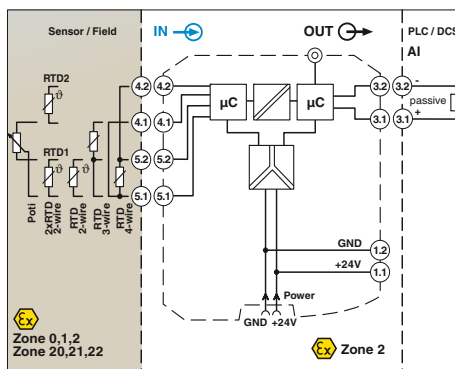 Sensor / Field
IN
OUT
PLC / DCS
AI
RTD2
ϑ
4.2 4.2
µC
µC
3.2 3.2
-
passive
+
4.1 4.1
3.1 3.1
RTD1
ϑ ϑ
5.2 5.2
5.1 5.1
Poti
2xRTD
2-wire
RTD
2-wire
RTD
3-wire
RTD
4-wire
GND
1.2
+24V
1.1
Power
GND +24V
Ex
Zone 0,1,2
Zone 20,21,22
Ex Zone 2